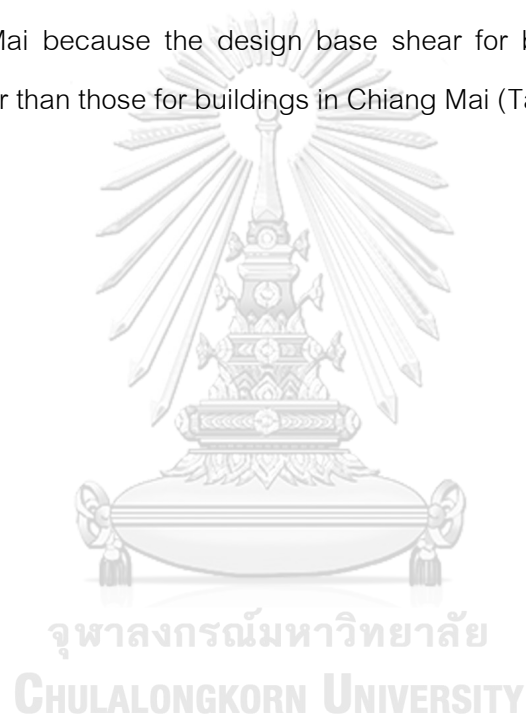 Mai because the design base shear for b
r than those for buildings in Chiang Mai (Ta
จุฬาลงกรณ์มหาวิทยาลัย
CHULALONGKORN UNIVERSITY